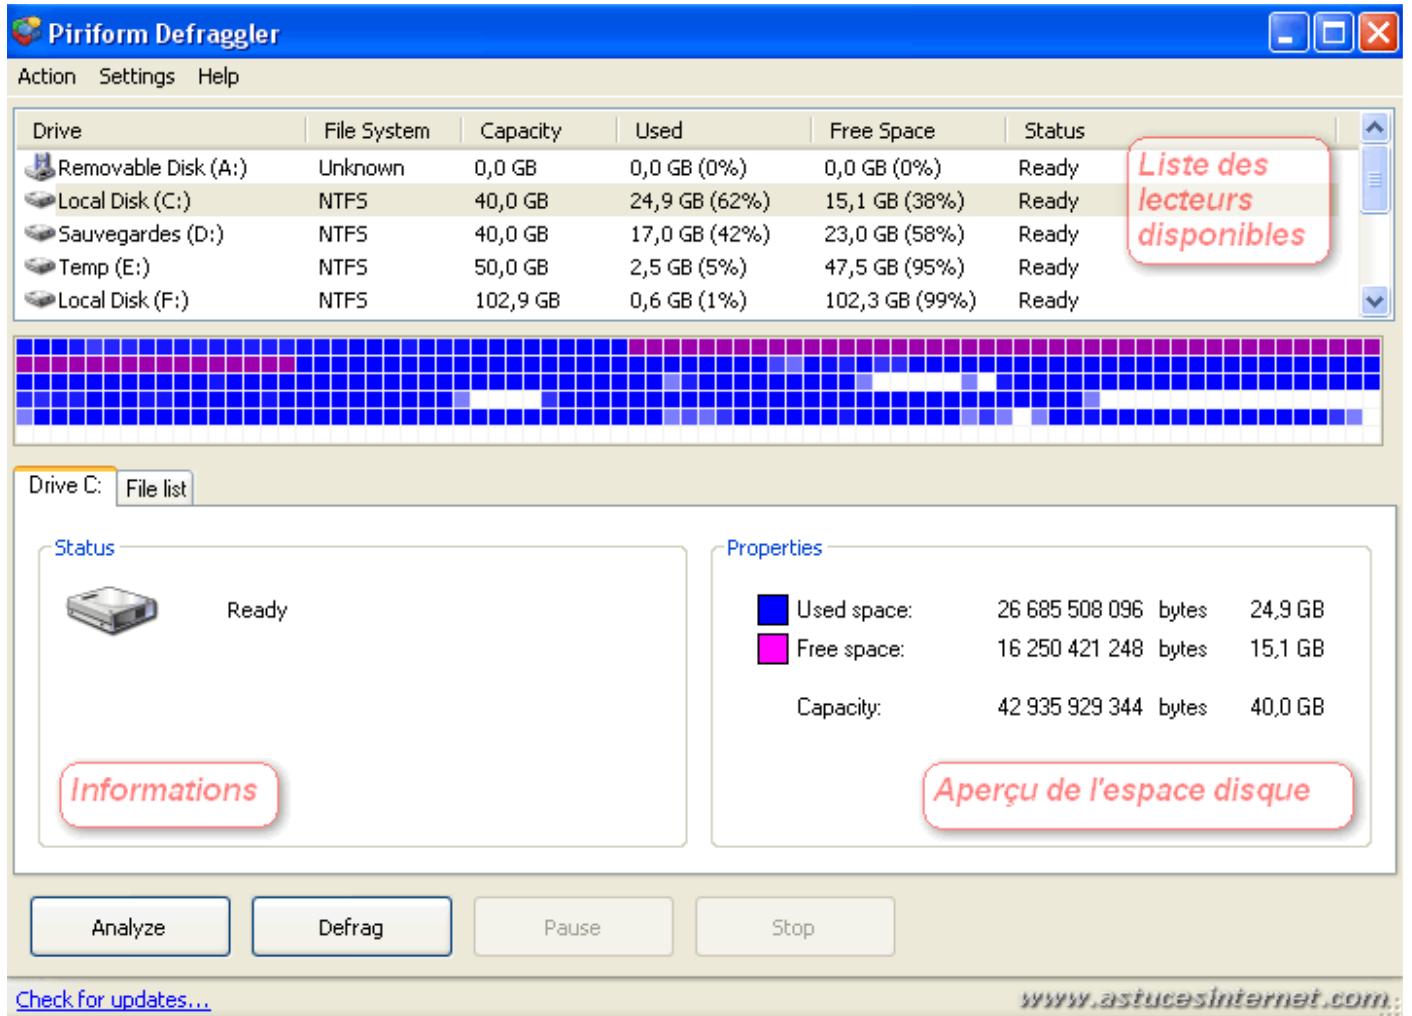 Piriform Defraggler
Action Settings Help
Drive File System Capacity Used Free Space Status
Removable Disk (A:) Unknown 0,0 GB 0,0 GB (0%) 0,0 GB (0%) Ready
Local Disk (C:) NTFS 40,0 GB 24,9 GB (62%) 15,1 GB (38%) Ready
Sauvegardes (D:) NTFS 40,0 GB 17,0 GB (42%) 23,0 GB (58%) Ready
Temp (E:) NTFS 50,0 GB 2,5 GB (5%) 47,5 GB (95%) Ready
Local Disk (F:) NTFS 102,9 GB 0,6 GB (1%) 102,3 GB (99%) Ready
Liste des
lecteurs
disponibles
Drive C: File list
Status
Ready
Informations
Properties
Used space: 26 685 508 096 bytes 24,9 GB
Free space: 16 250 421 248 bytes 15,1 GB
Capacity: 42 935 929 344 bytes 40,0 GB
Aperçu de l'espace disque
Analyze Defrag Pause Stop
Check for updates...
www.astucesinternet.com